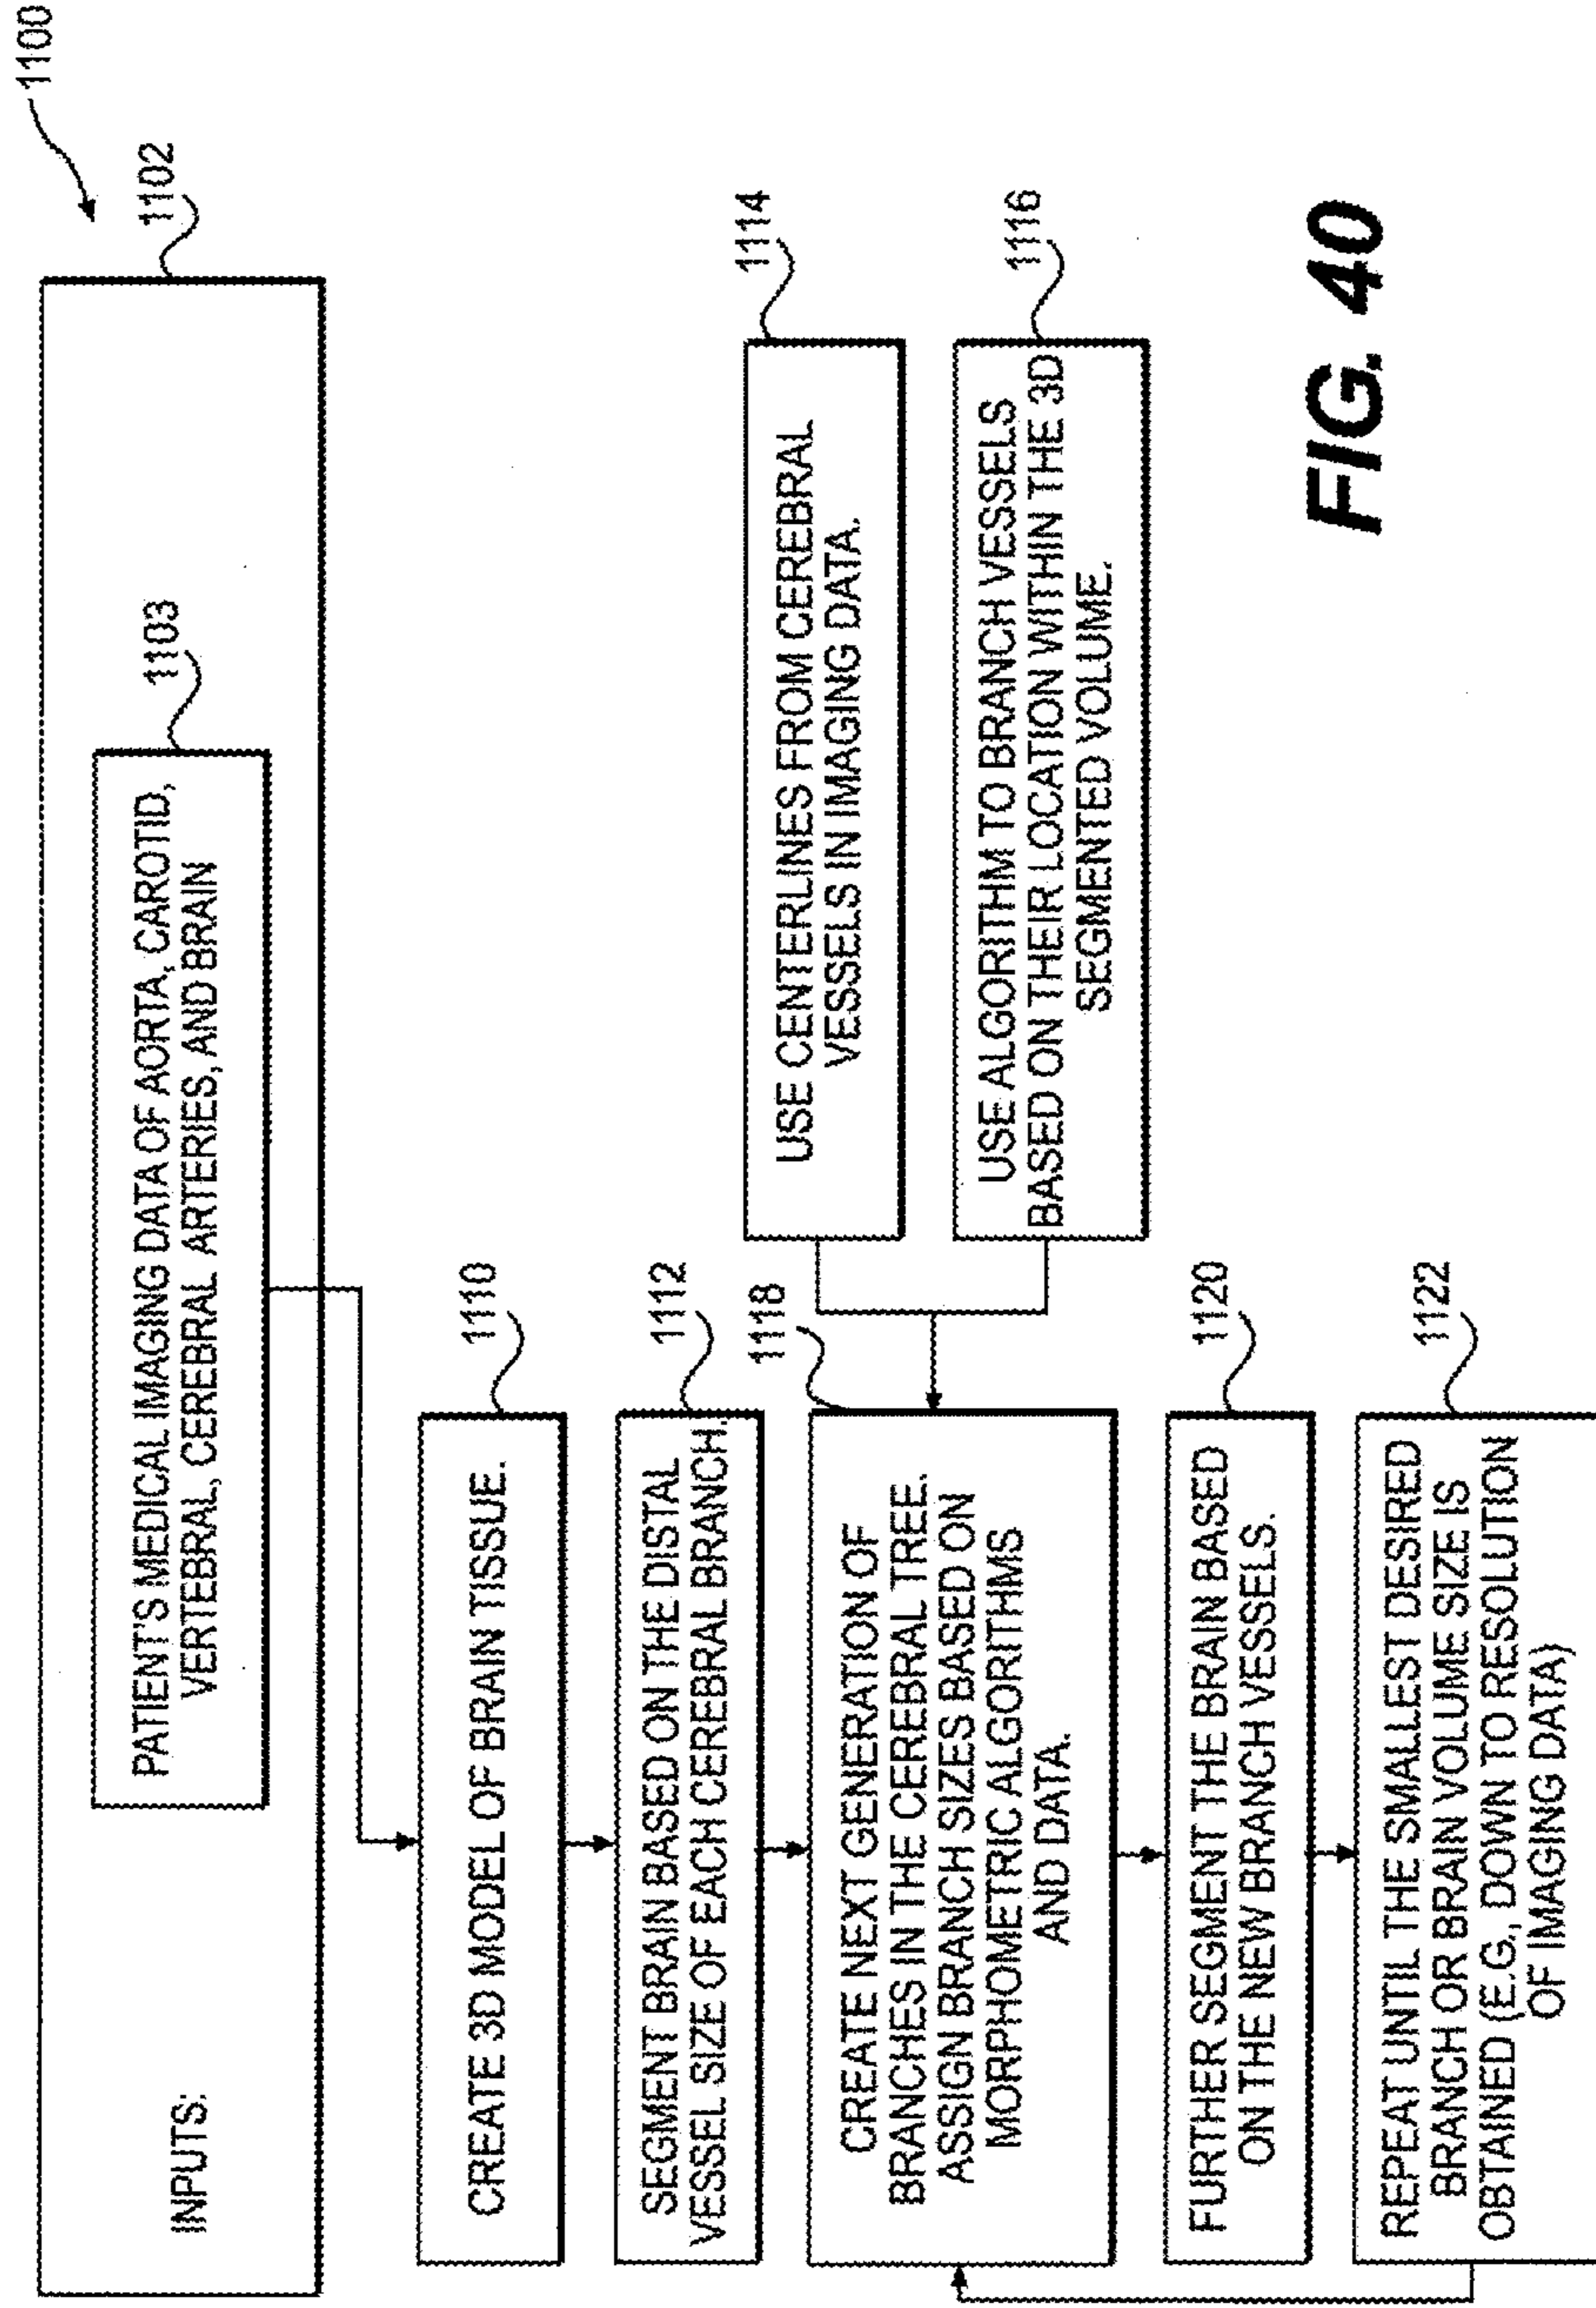 1100
1102
INPUTS:
1103
PATIENT'S MEDICAL IMAGING DATA OF AORTA, CAROTID,
VERTEBRAL, CEREBRAL ARTERIES, AND BRAIN
1110
CREATE 3D MODEL OF BRAIN TISSUE.
1112
SEGMENT BRAIN BASED ON THE DISTAL
VESSEL SIZE OF EACH CEREBRAL BRANCH.
1114
USE CENTERLINES FROM CEREBRAL
VESSELS IN IMAGING DATA.
1116
USE ALGORITHM TO BRANCH VESSELS
BASED ON THEIR LOCATION WITHIN THE 3D
SEGMENTED VOLUME.
1118
CREATE NEXT GENERATION OF
BRANCHES IN THE CEREBRAL TREE.
ASSIGN BRANCH SIZES BASED ON
MORPHOMETRIC ALGORITHMS
AND DATA.
1120
FURTHER SEGMENT THE BRAIN BASED
ON THE NEW BRANCH VESSELS.
1122
REPEAT UNTIL THE SMALLEST DESIRED
BRANCH OR BRAIN VOLUME SIZE IS
OBTAINED (E.G., DOWN TO RESOLUTION
OF IMAGING DATA)
FIG. 40